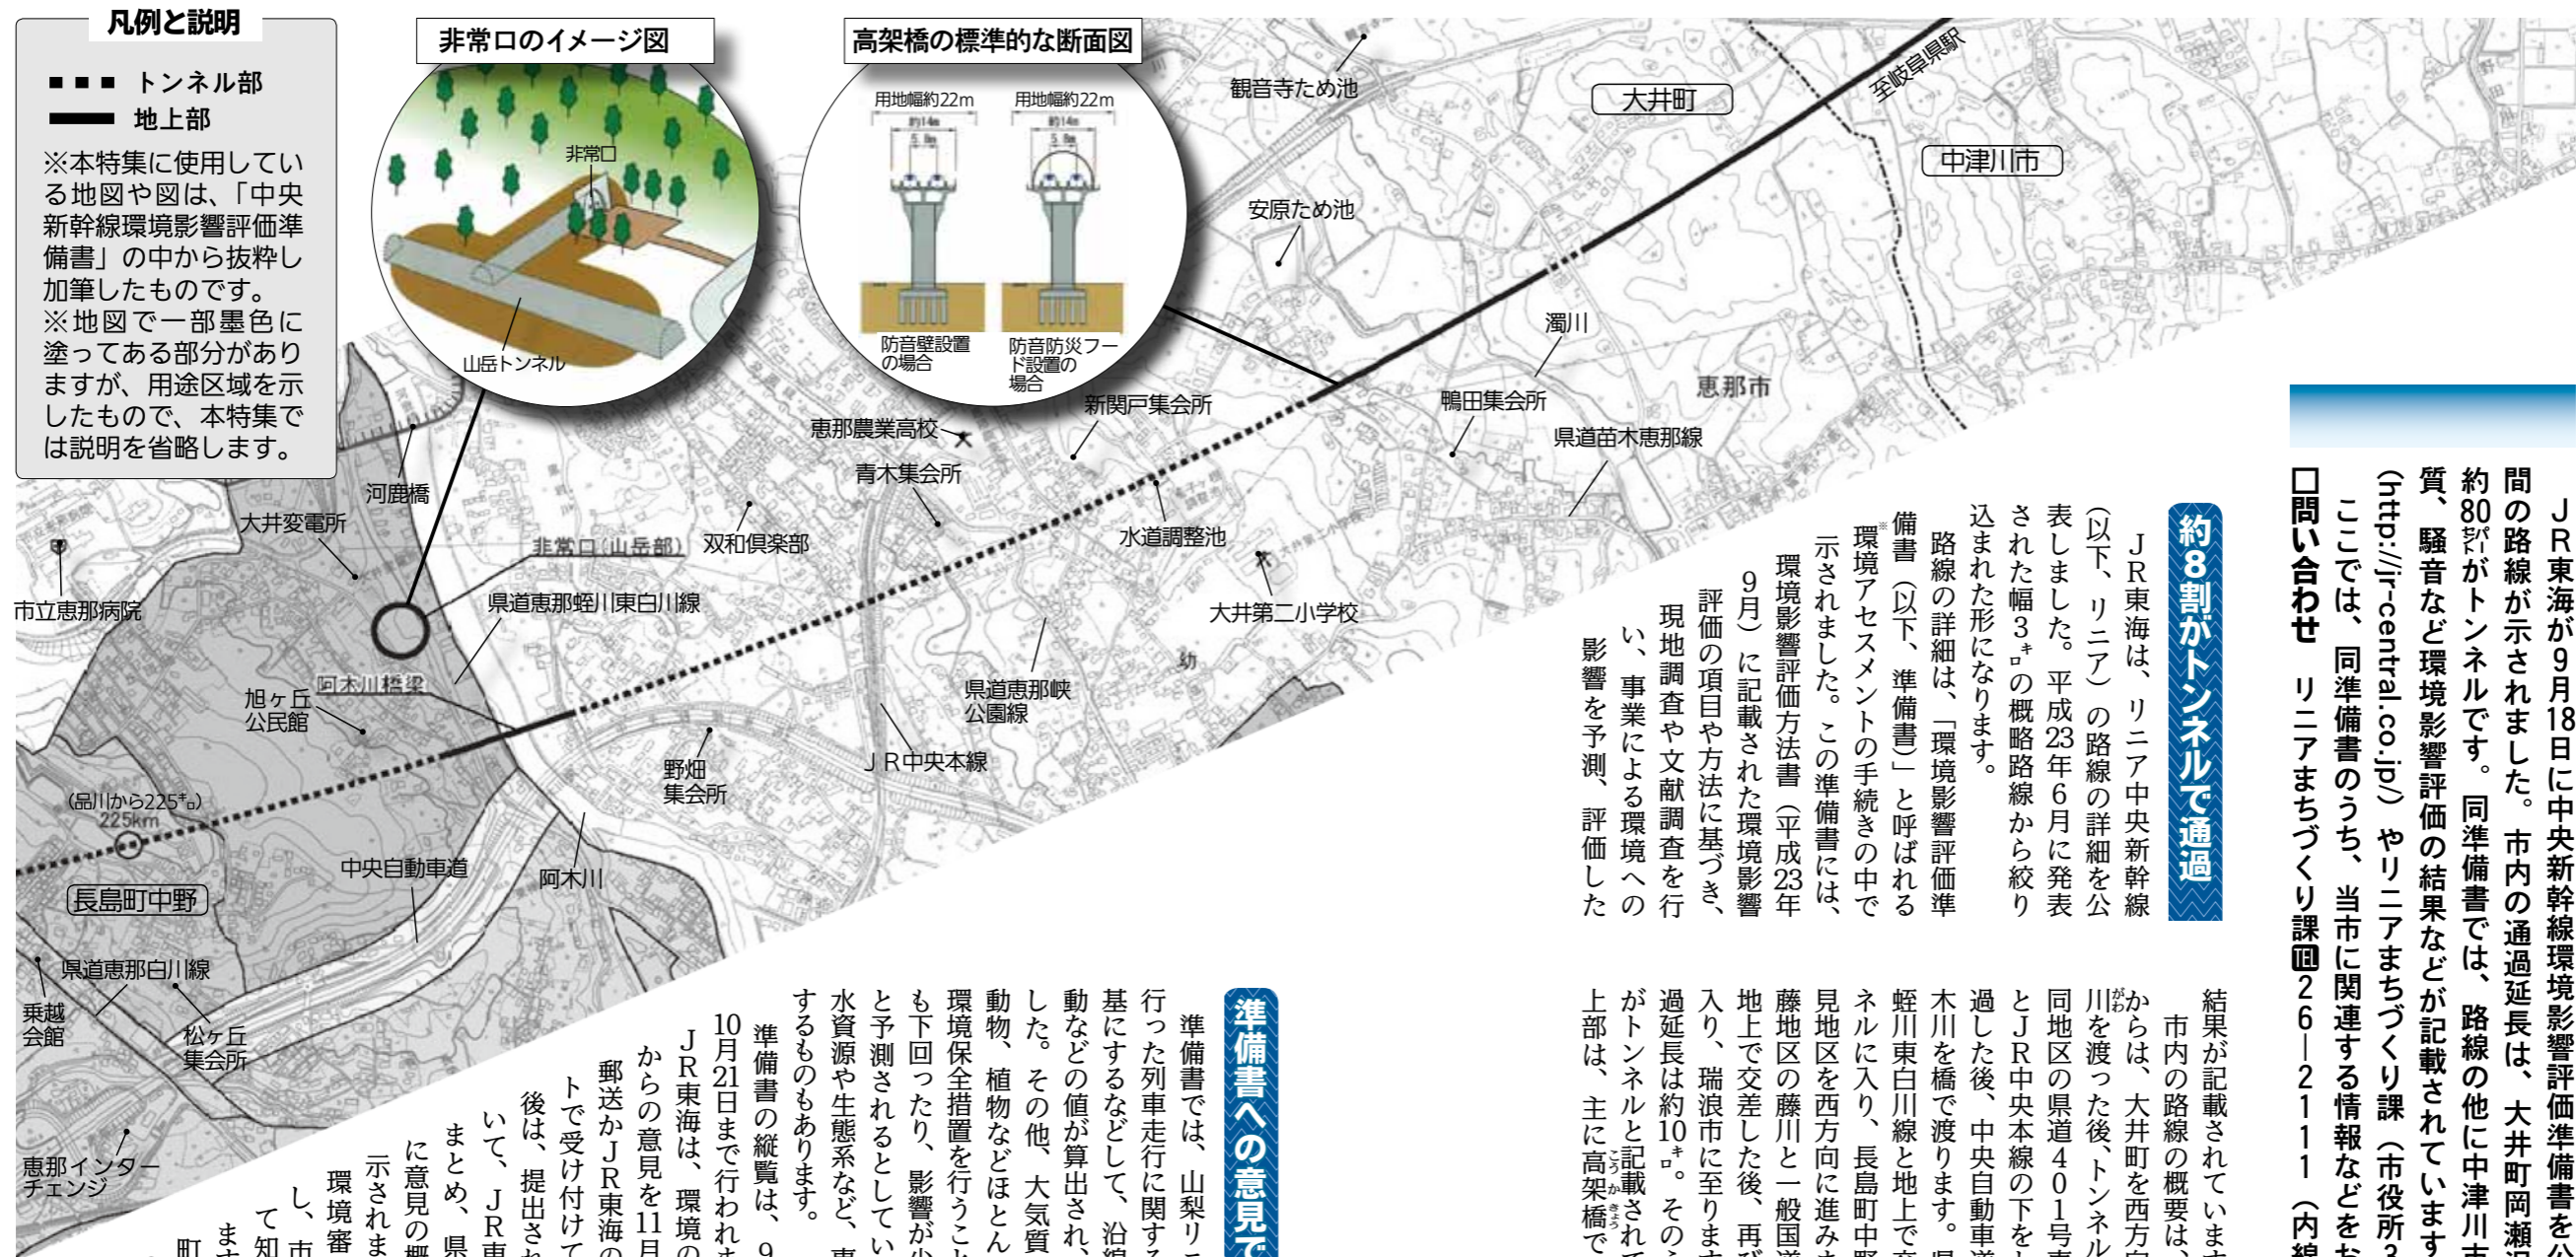 凡例と説明
トンネル部
地上部
※本特集に使用してい
る地図や図は、「中央
新幹線環境影響評価準
備書」の中から抜粋し
加筆したものです。
※地図で一部墨色に
塗ってある部分があり
ますが、用途区域を示
したもので、本特集で
は説明を省略します。
非常口のイメージ図
非常口
山岳トンネル
高架橋の標準的な断面図
用地幅約22m
約14m
5.8m
防音壁設置
の場合
用地幅約22m
約14m
5.8m
防音防災フー
ド設置の
場合
観音寺ため池
大井町
至岐阜県駅
中津川市
安原ため池
濁川
恵那市
鴨田集会所
県道苗木恵那線
新関戸集会所
恵那農業高校
青木集会所
水道調整池
大井第二小学校
河鹿橋
大井変電所
非常口(山岳部)
双和倶楽部
市立恵那病院
県道恵那蛭川東白川線
阿木川橋梁
旭ヶ丘
公民館
県道恵那峡
公園線
JR中央本線
野畑
集会所
幼
(品川から225㌔)
225km
中央自動車道
阿木川
長島町中野
県道恵那白川線
乗越
会館
松ヶ丘
集会所
恵那インター
チェンジ
JR東海が9月18日に中央新幹線環境影響評価準備書を公
間の路線が示されました。市内の通過延長は、大井町岡瀬沢
約80㌫がトンネルです。同準備書では、路線の他に中津川市
質、騒音など環境影響評価の結果などが記載されています
(http://jr-central.co.jp/)やリニアまちづくり課(市役所
ここでは、同準備書のうち、当市に関連する情報などをお
□問い合わせ リニアまちづくり課TEL26―2111(内線
約8割がトンネルで通過
JR東海は、リニア中央新幹線
(以下、リニア)の路線の詳細を公
表しました。平成23年6月に発表
された幅3㌔の概略路線から絞り
込まれた形になります。
路線の詳細は、「環境影響評価準
備書(以下、準備書)」と呼ばれる
環境アセスメント※の手続きの中で
示されました。この準備書には、
環境影響評価方法書(平成23年
9月)に記載された環境影響
評価の項目や方法に基づき、
現地調査や文献調査を行
い、事業による環境への
影響を予測、評価した
結果が記載されています
市内の路線の概要は、
からは、大井町を西方向
川がわを渡った後、トンネル
同地区の県道401号
とJR中央本線の下を
過した後、中央自動車道
木川を橋で渡ります。県
蛭川東白川線と地上で交
ネルに入り、長島町中野
見地区を西方向に進みま
藤地区の藤川と一般国道
地上で交差した後、再び
入り、瑞浪市に至ります
過延長は約10㌔。そのう
がトンネルと記載されて
上部は、主に高架橋こうかきょうで
準備書への意見で
準備書では、山梨リニ
行った列車走行に関する
基にするなどして、沿線
動などの値が算出され、
した。その他、大気質
動物、植物などほとん
環境保全措置を行うこと
も下回ったり、影響が少
と予測されるとしてい
水資源や生態系など、事
するものもあります。
準備書の縦覧は、9
10月21日まで行われま
JR東海は、環境の
からの意見を11月
郵送かJR東海の
トで受け付けて
後は、提出され
いて、JR東
まとめ、県
に意見の概
示されま
環境審
し、市
て知
ます
町